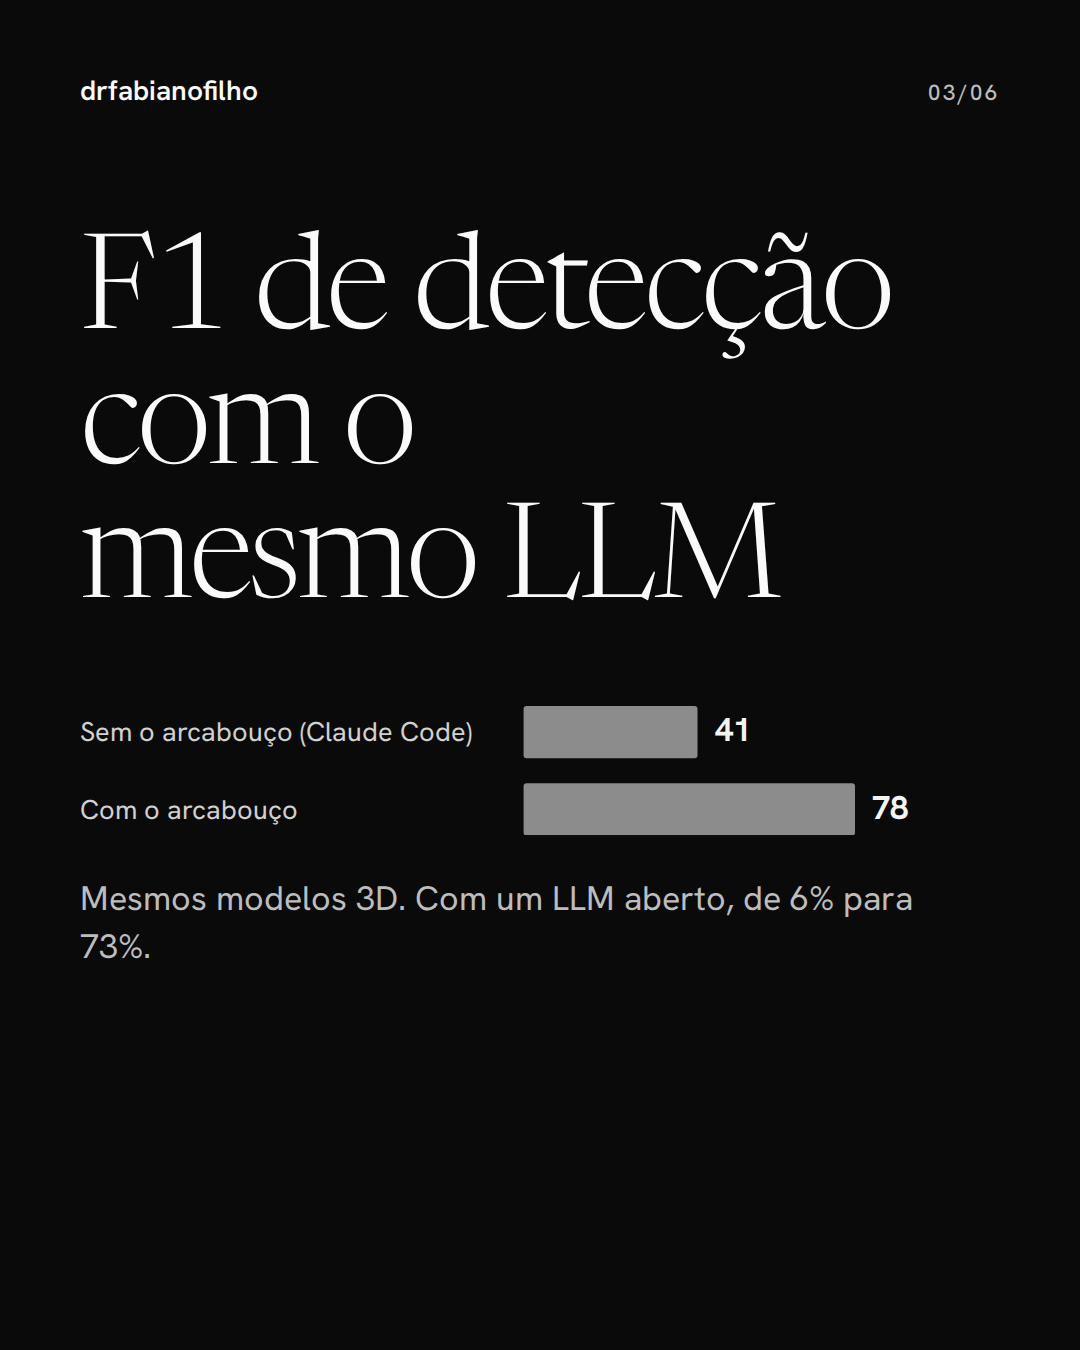 drfabianofilho
03/06
F1 de detecção
com o
mesmo LLM
Sem o arcabouço (Claude Code)
41
Com o arcabouço
78
Mesmos modelos 3D. Com um LLM aberto, de 6% para
73%.